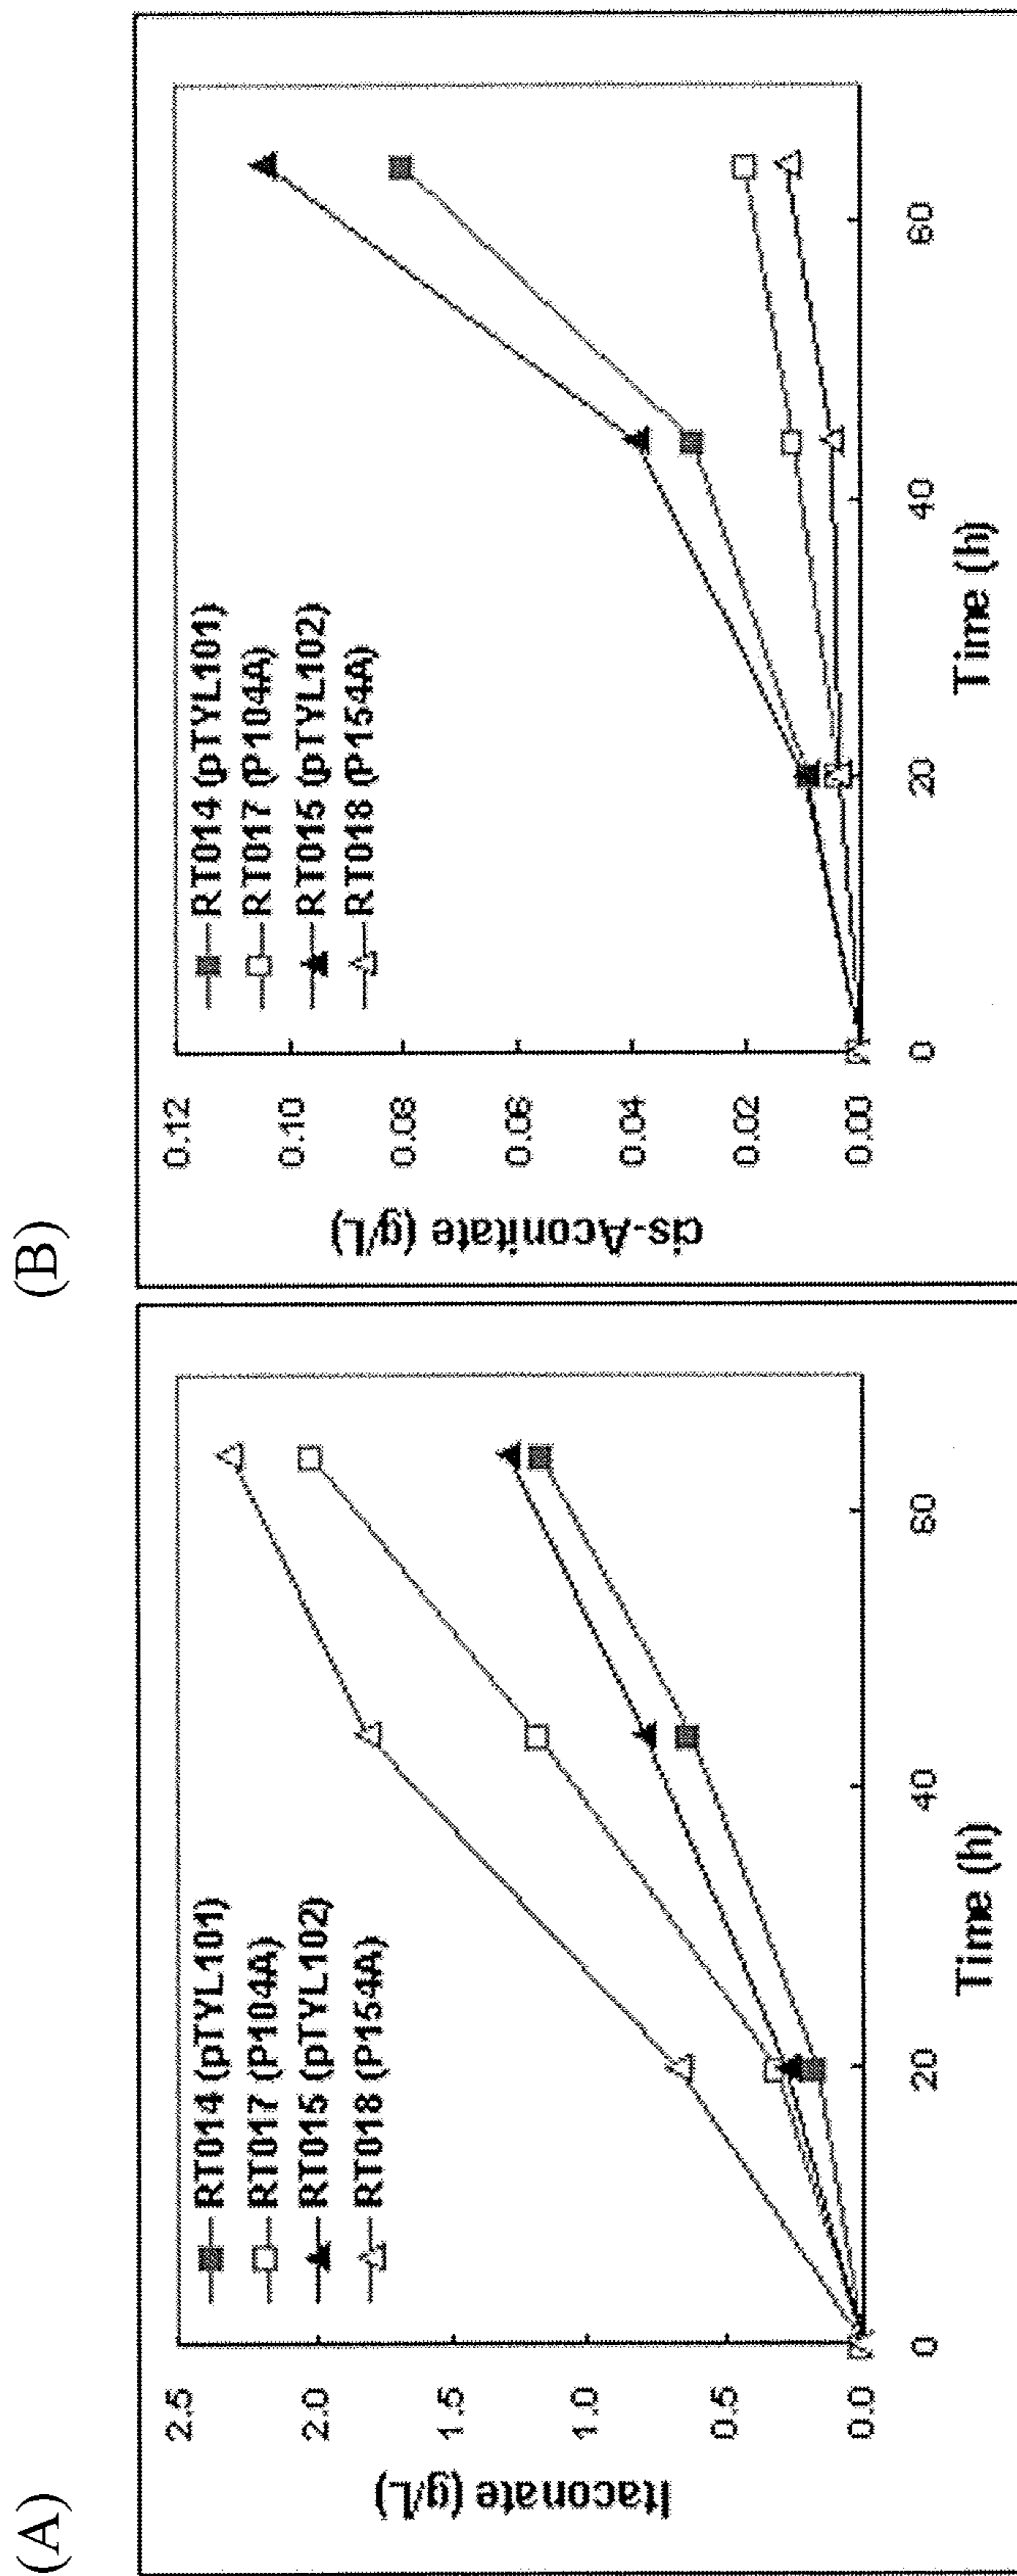 (A)
Itaconate (g/L)
2.5
2.0
1.5
1.0
0.5
0.0
RT014 (pTYL101)
RT017 (P104A)
RT015 (pTYL102)
RT018 (P154A)
0
20
40
60
Time (h)
(B)
cis-Aconitate (g/L)
0.12
0.10
0.08
0.06
0.04
0.02
0.00
RT014 (pTYL101)
RT017 (P104A)
RT015 (pTYL102)
RT018 (P154A)
0
20
40
60
Time (h)